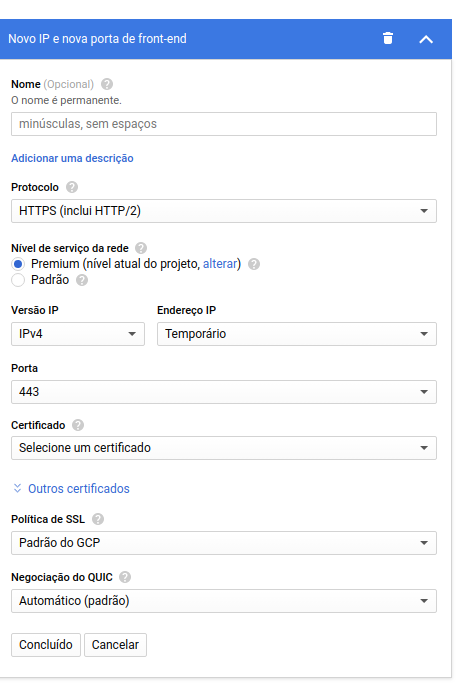 Novo IP e nova porta de front-end
Nome (Opcional) ?
O nome é permanente.
minúsculas, sem espaços
Adicionar uma descrição
Protocolo ?
HTTPS (inclui HTTP/2)
Nível de serviço da rede ?
Premium (nível atual do projeto, alterar) ?
Padrão ?
Versão IP Endereço IP
IPv4 Temporário
Porta
443
Certificado ?
Selecione um certificado
Outros certificados
Política de SSL ?
Padrão do GCP
Negociação do QUIC ?
Automático (padrão)
Concluído Cancelar